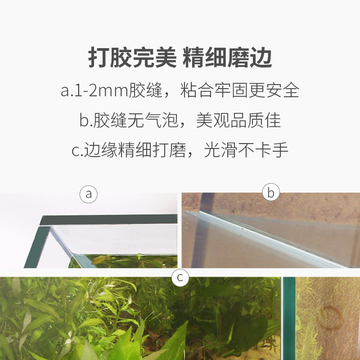 打胶完美 精细磨边
a.1-2mm胶缝，粘合牢固更安全
b.胶缝无气泡，美观品质佳
c.边缘精细打磨，光滑不卡手
a
b
c